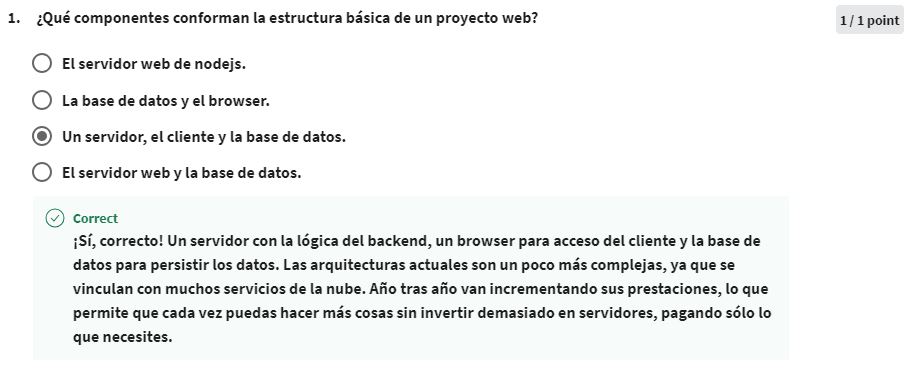 1. ¿Qué componentes conforman la estructura básica de un proyecto web?
1 / 1 point
El servidor web de nodejs.
La base de datos y el browser.
Un servidor, el cliente y la base de datos.
El servidor web y la base de datos.
Correct
¡Sí, correcto! Un servidor con la lógica del backend, un browser para acceso del cliente y la base de
datos para persistir los datos. Las arquitecturas actuales son un poco más complejas, ya que se
vinculan con muchos servicios de la nube. Año tras año van incrementando sus prestaciones, lo que
permite que cada vez puedas hacer más cosas sin invertir demasiado en servidores, pagando sólo lo
que necesites.